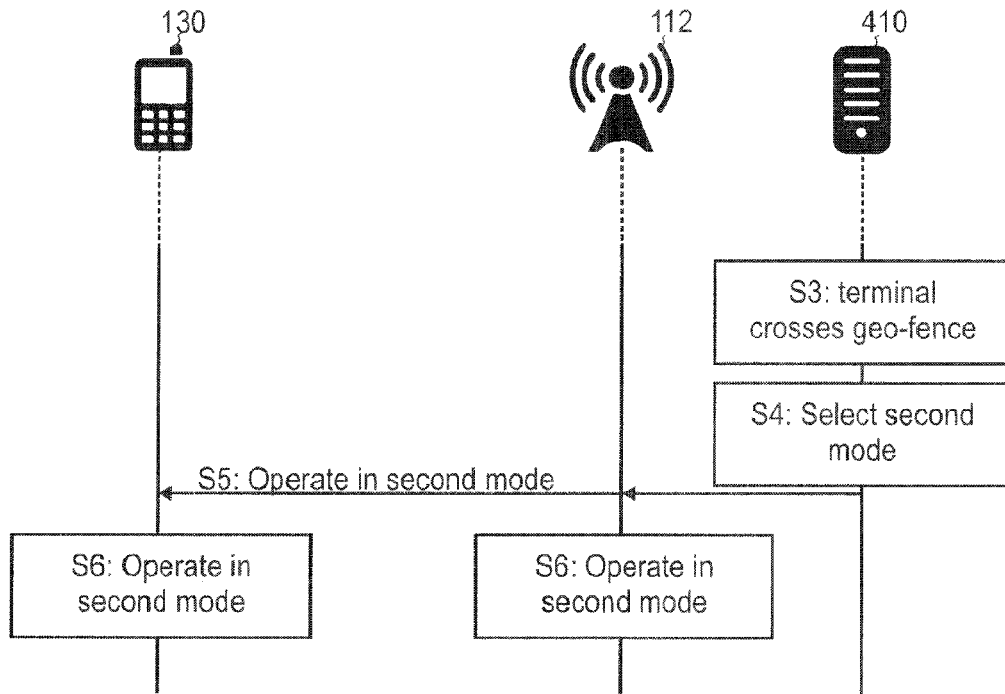 130
112
410
S3: terminal
crosses geo-fence
S4: Select second
mode
S5: Operate in second mode
S6: Operate in
second mode
S6: Operate in
second mode